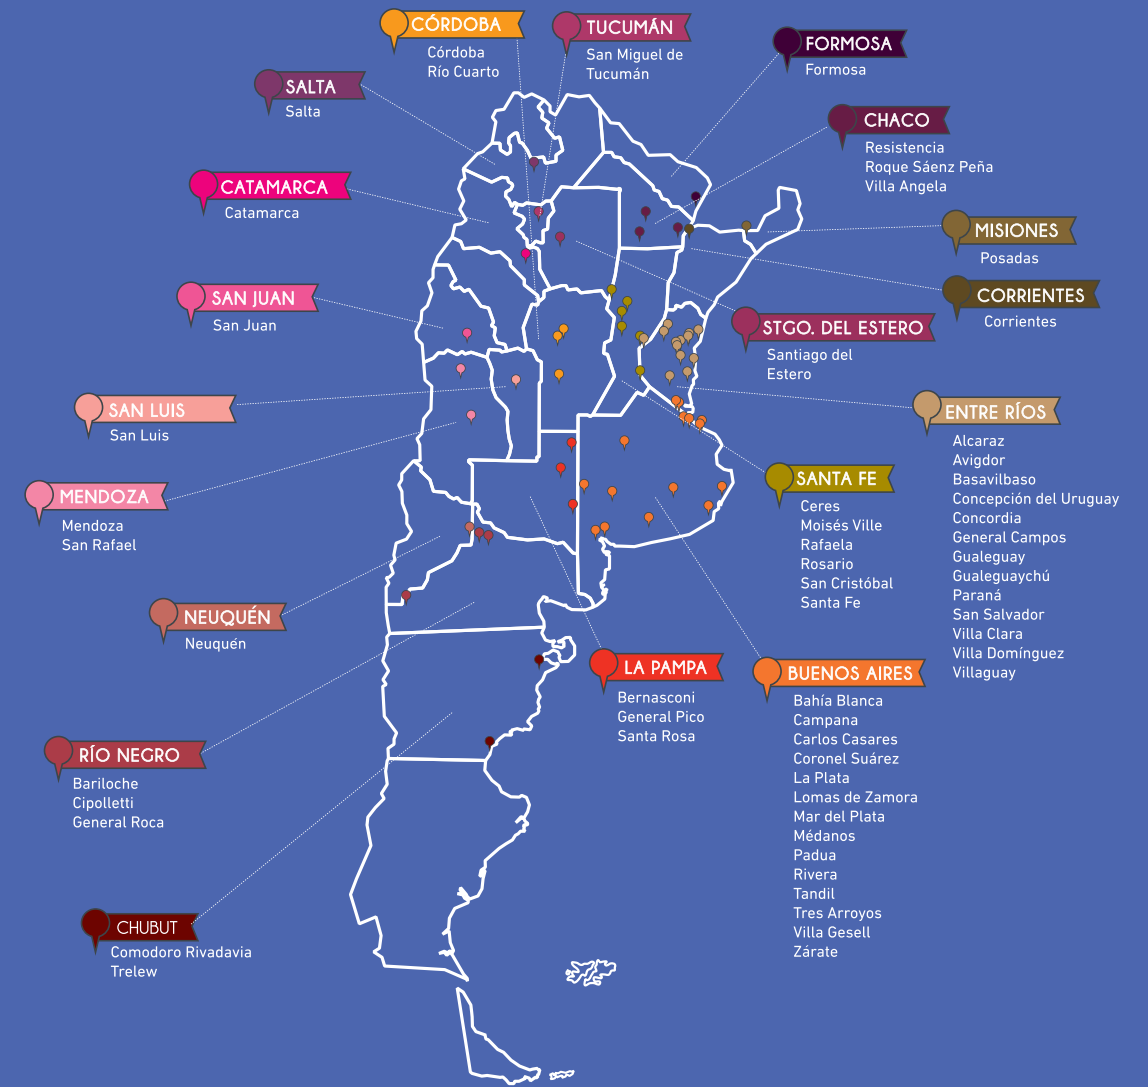 CÓRDOBA
Córdoba
Río Cuarto
TUCUMÁN
San Miguel de
Tucumán
FORMOSA
Formosa
SALTA
Salta
CHACO
Resistencia
Roque Sáenz Peña
Villa Angela
CATAMARCA
Catamarca
MISIONES
Posadas
SAN JUAN
San Juan
CORRIENTES
Corrientes
STGO. DEL ESTERO
Santiago del
Estero
SAN LUIS
San Luis
ENTRE RÍOS
Alcaraz
Avigdor
Basavilbaso
Concepción del Uruguay
Concordia
General Campos
Gualeguay
Gualeguaychú
Paraná
San Salvador
Villa Clara
Villa Domínguez
Villaguay
MENDOZA
Mendoza
San Rafael
SANTA FE
Ceres
Moisés Ville
Rafaela
Rosario
San Cristóbal
Santa Fe
NEUQUÉN
Neuquén
LA PAMPA
Bernasconi
General Pico
Santa Rosa
BUENOS AIRES
Bahía Blanca
Campana
Carlos Casares
Coronel Suárez
La Plata
Lomas de Zamora
Mar del Plata
Médanos
Padua
Rivera
Tandil
Tres Arroyos
Villa Gesell
Zárate
RÍO NEGRO
Bariloche
Cipolletti
General Roca
CHUBUT
Comodoro Rivadavia
Trelew